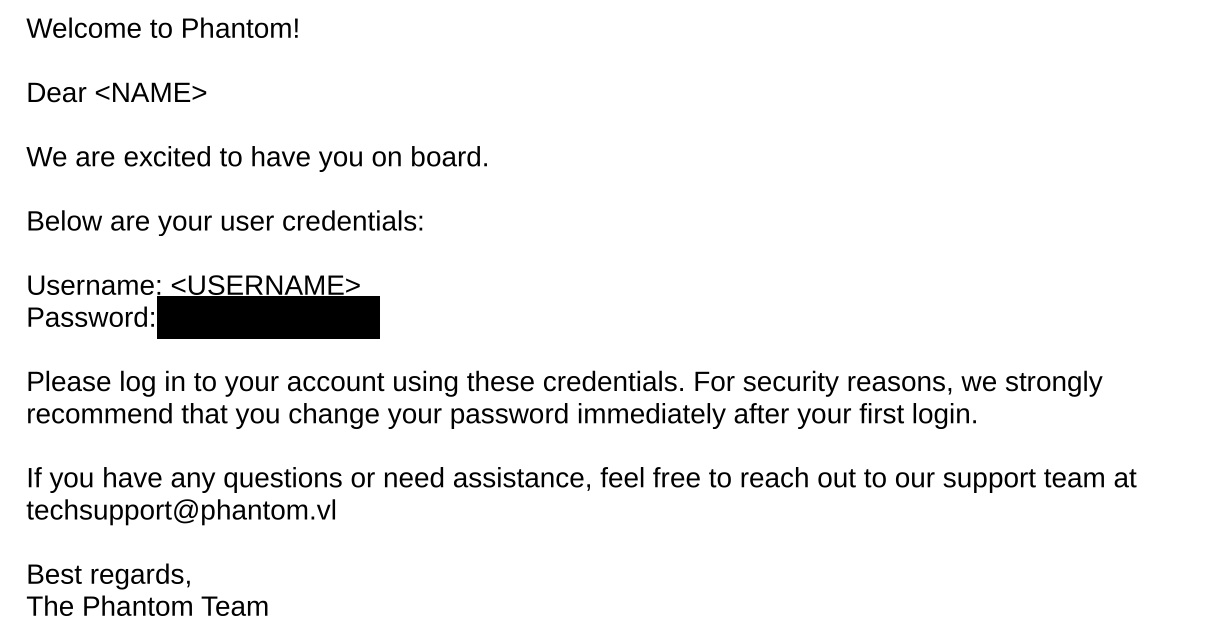 Welcome to Phantom!
Dear <NAME>
We are excited to have you on board.
Below are your user credentials:
Username: <USERNAME>
Password:
Please log in to your account using these credentials. For security reasons, we strongly
recommend that you change your password immediately after your first login.
If you have any questions or need assistance, feel free to reach out to our support team at
techsupport@phantom.vl
Best regards,
The Phantom Team